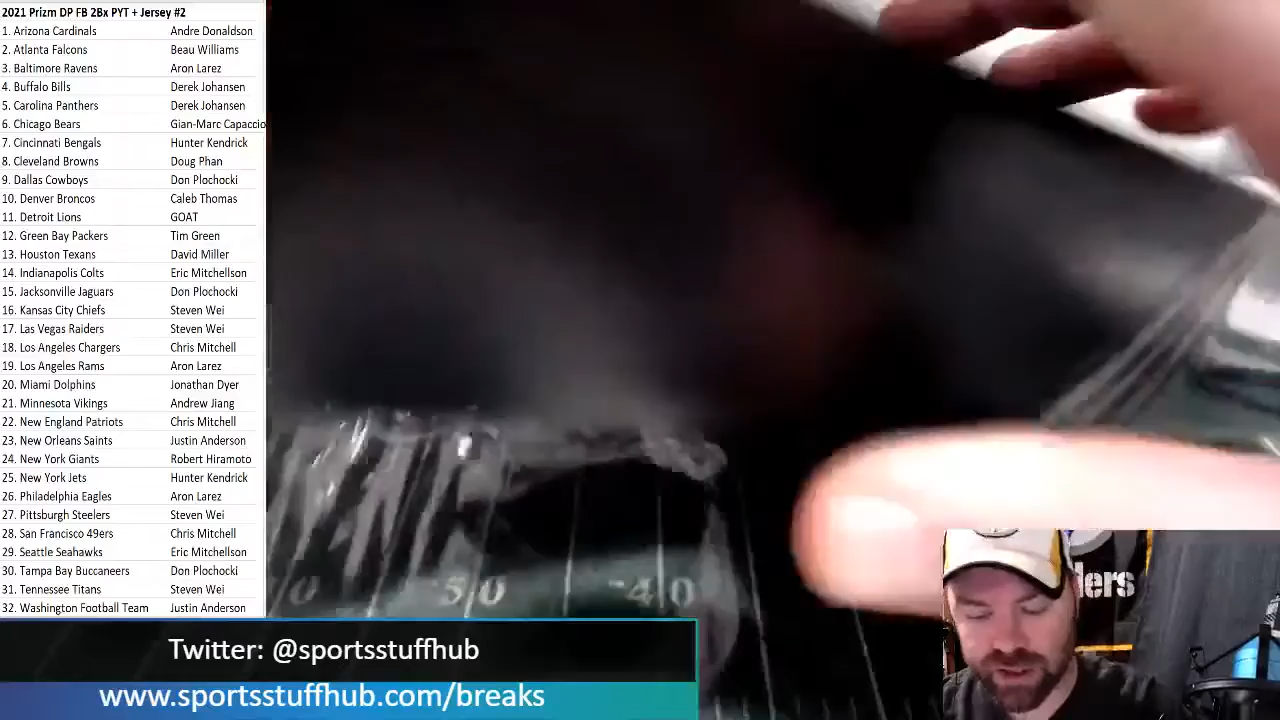 2021 Prizm DP FB 2Bx PYT + Jersey #2
1. Arizona Cardinals Andre Donaldson
2. Atlanta Falcons Beau Williams
3. Baltimore Ravens Aron Larez
4. Buffalo Bills Derek Johansen
5. Carolina Panthers Derek Johansen
6. Chicago Bears Gian-Marc Capaccio
7. Cincinnati Bengals Hunter Kendrick
8. Cleveland Browns Doug Phan
9. Dallas Cowboys Don Plochocki
10. Denver Broncos Caleb Thomas
11. Detroit Lions GOAT
12. Green Bay Packers Tim Green
13. Houston Texans David Miller
14. Indianapolis Colts Eric Mitchellson
15. Jacksonville Jaguars Don Plochocki
16. Kansas City Chiefs Steven Wei
17. Las Vegas Raiders Steven Wei
18. Los Angeles Chargers Chris Mitchell
19. Los Angeles Rams Aron Larez
20. Miami Dolphins Jonathan Dyer
21. Minnesota Vikings Andrew Jiang
22. New England Patriots Chris Mitchell
23. New Orleans Saints Justin Anderson
24. New York Giants Robert Hiramoto
25. New York Jets Hunter Kendrick
26. Philadelphia Eagles Aron Larez
27. Pittsburgh Steelers Steven Wei
28. San Francisco 49ers Chris Mitchell
29. Seattle Seahawks Eric Mitchellson
30. Tampa Bay Buccaneers Don Plochocki
31. Tennessee Titans Steven Wei
32. Washington Football Team Justin Anderson
50 40
lers
Twitter: @sportsstuffhub
www.sportsstuffhub.com/breaks